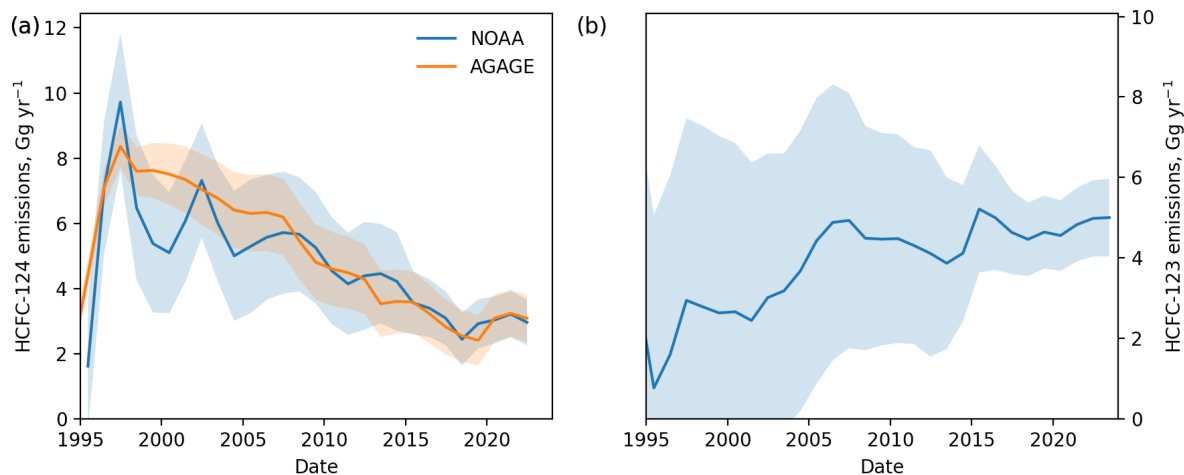 (a)
HCFC-124 emissions, Gg yr⁻¹
12
10
8
6
4
2
0
NOAA
AGAGE
1995 2000 2005 2010 2015 2020
Date
(b)
10
8
6
4
2
0
HCFC-123 emissions, Gg yr⁻¹
1995 2000 2005 2010 2015 2020
Date